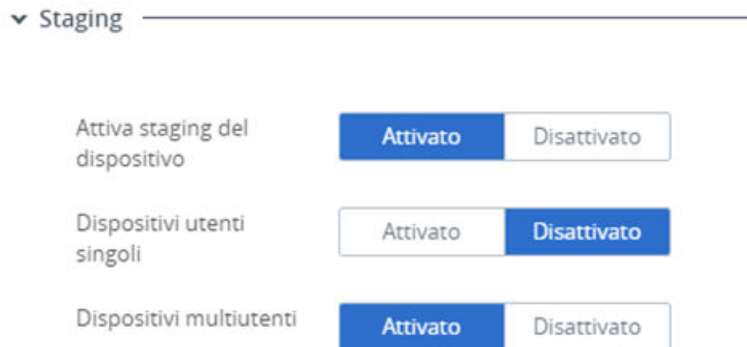 Staging
Attiva staging del
dispositivo
Attivato Disattivato
Dispositivi utenti
singoli
Attivato Disattivato
Dispositivi multiutenti
Attivato Disattivato